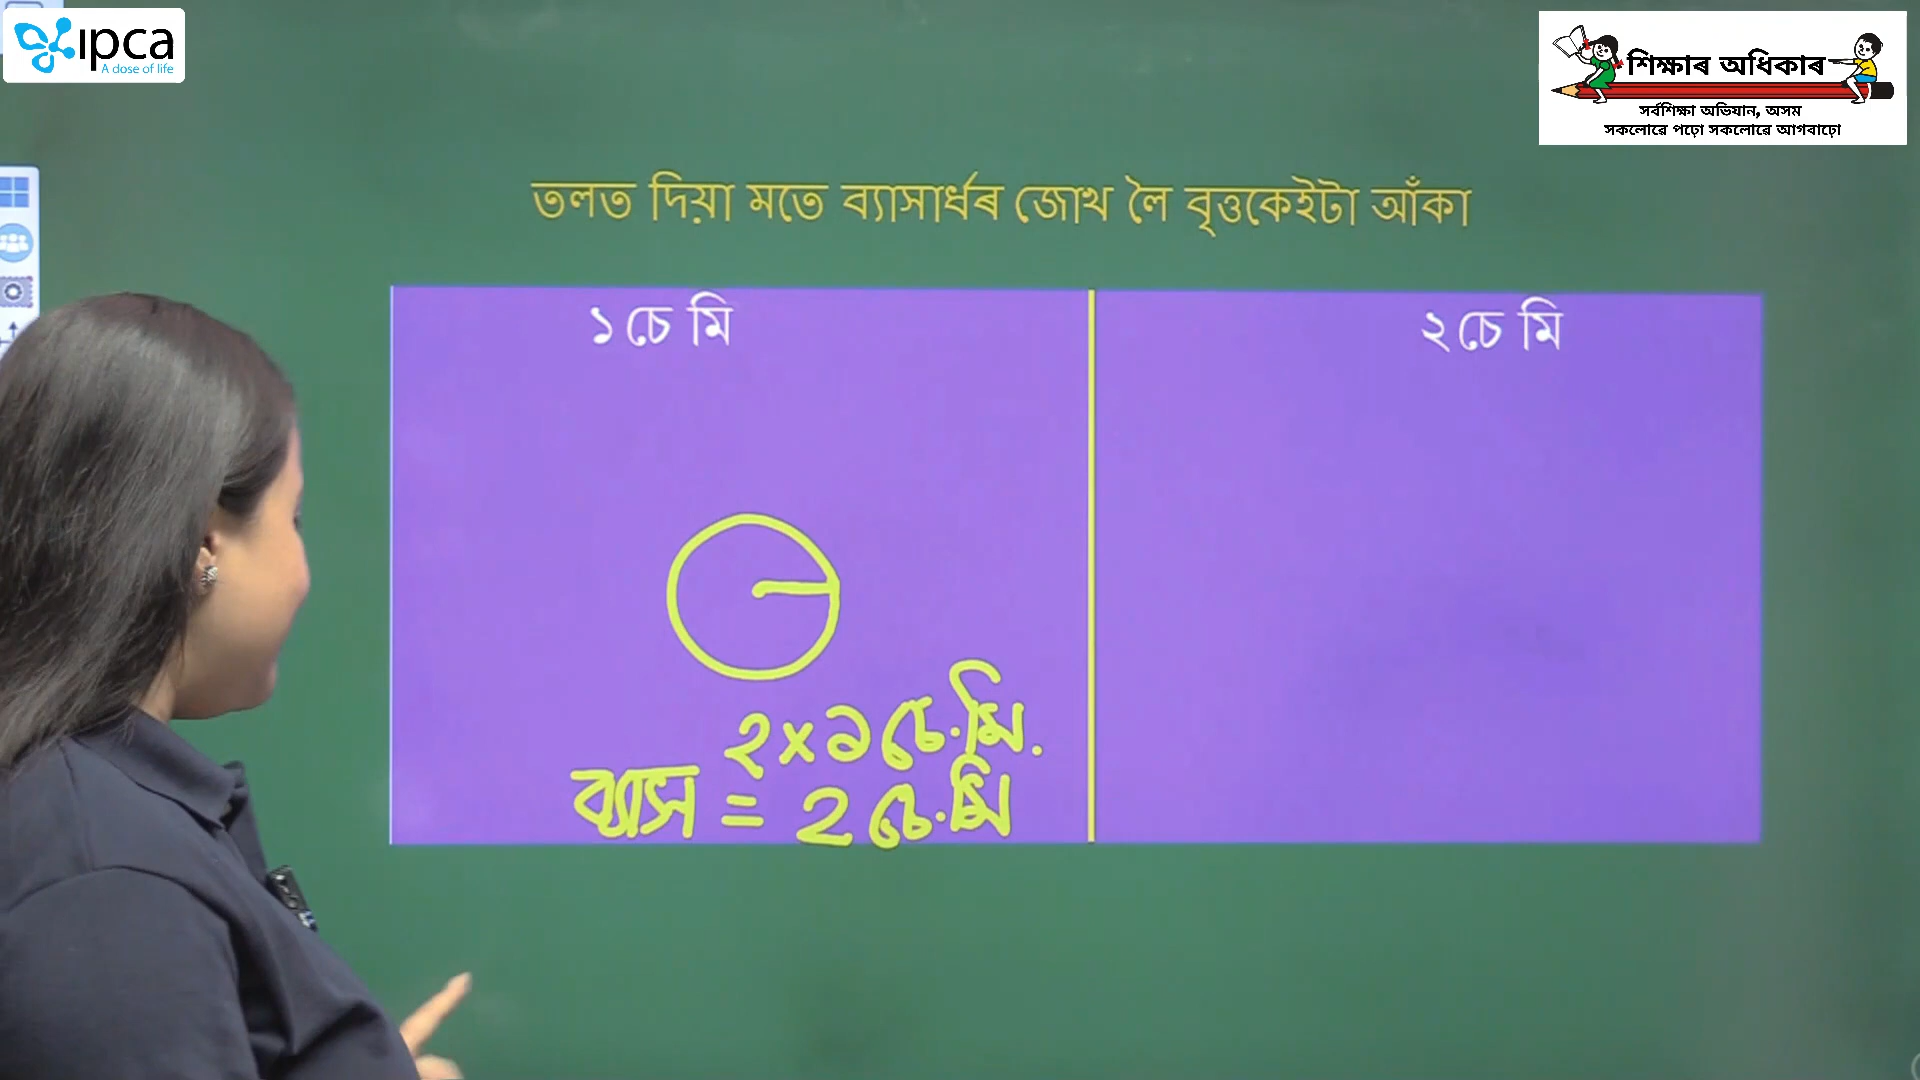 ipca
A dose of life
শিক্ষাৰ অধিকাৰ
সৰ্বশিক্ষা অভিযান, অসম
সকলোৱে পঢ়ো সকলোৱে আগবাঢ়ো
তলত দিয়া মতে ব্যাসাৰ্ধৰ জোখ লৈ বৃত্তকেইটা আঁকা
১ চে মি
২ চে মি
২×১ চে.মি.
ব্যাস = 2 চে.মি